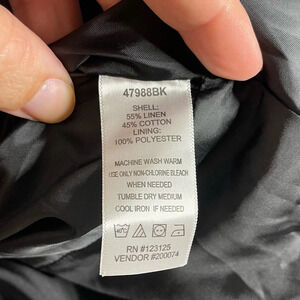 47988BK
SHELL:
55% LINEN
45% COTTON
LINING:
100% POLYESTER
MACHINE WASH WARM
USE ONLY NON-CHLORINE BLEACH
WHEN NEEDED
TUMBLE DRY MEDIUM
COOL IRON IF NEEDED
RN #123125
VENDOR #200074